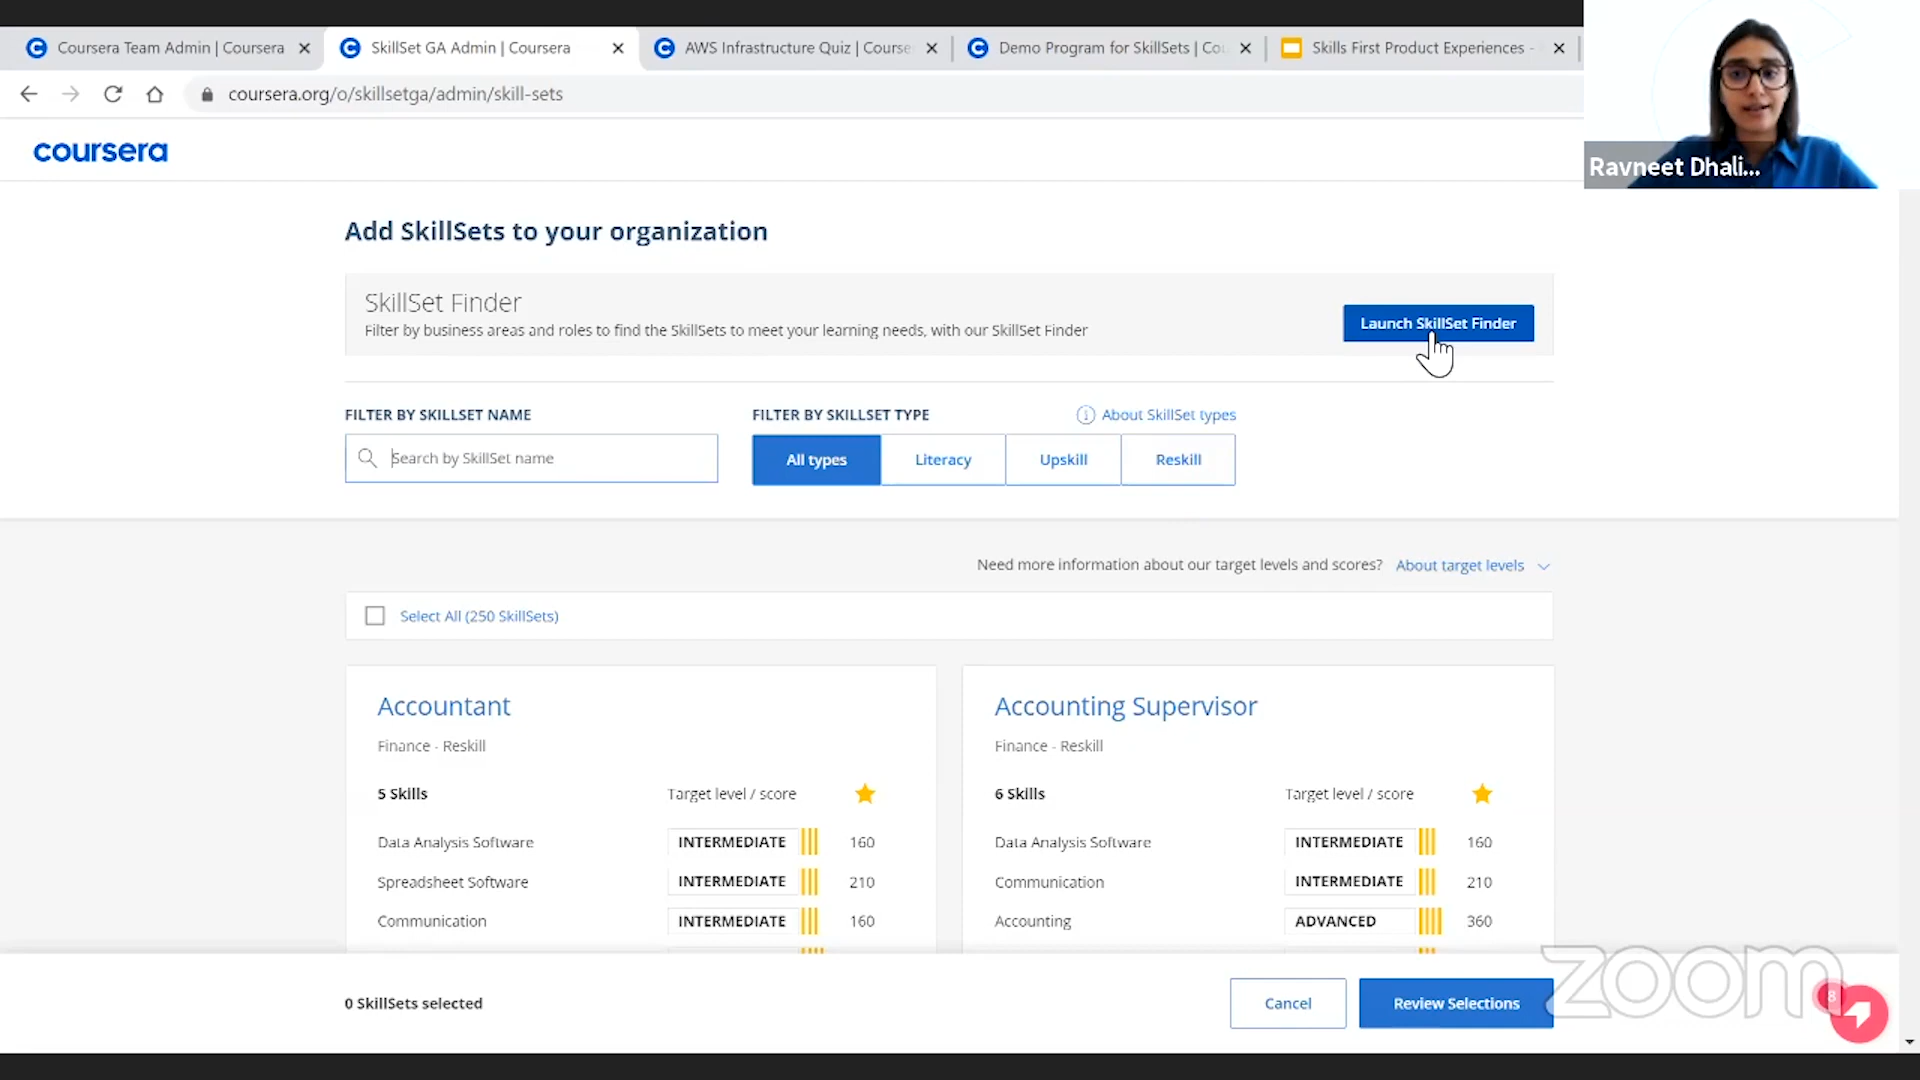 Coursera Team Admin | Coursera
SkillSet GA Admin | Coursera
AWS Infrastructure Quiz | Course
Demo Program for SkillSets | Cou
Skills First Product Experiences -
coursera.org/o/skillsetga/admin/skill-sets
Ravneet Dhali...
coursera
Add SkillSets to your organization
SkillSet Finder
Filter by business areas and roles to find the SkillSets to meet your learning needs, with our SkillSet Finder
Launch SkillSet Finder
FILTER BY SKILLSET NAME
Search by SkillSet name
FILTER BY SKILLSET TYPE
About SkillSet types
All types
Literacy
Upskill
Reskill
Need more information about our target levels and scores? About target levels
Select All (250 SkillSets)
Accountant
Finance - Reskill
5 Skills Target level / score
Data Analysis Software INTERMEDIATE 160
Spreadsheet Software INTERMEDIATE 210
Communication INTERMEDIATE 160
Accounting Supervisor
Finance - Reskill
6 Skills Target level / score
Data Analysis Software INTERMEDIATE 160
Communication INTERMEDIATE 210
Accounting ADVANCED 360
0 SkillSets selected
Cancel
Review Selections
zoom
8